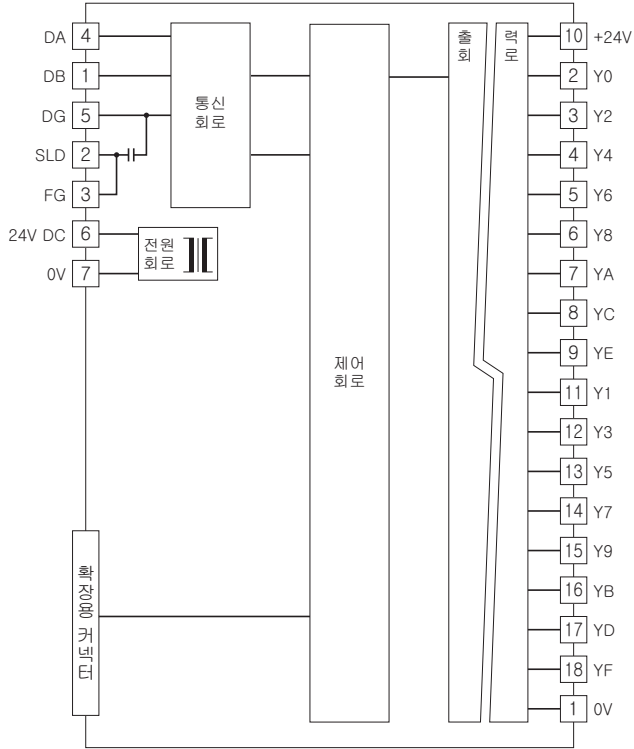 DA 4
DB 1
DG 5
SLD 2
FG 3
24V DC 6
0V 7
통신
회로
전원
회로
제어
회로
확장용 커넥터
출력
회로
10 +24V
2 Y0
3 Y2
4 Y4
5 Y6
6 Y8
7 YA
8 YC
9 YE
11 Y1
12 Y3
13 Y5
14 Y7
15 Y9
16 YB
17 YD
18 YF
1 0V